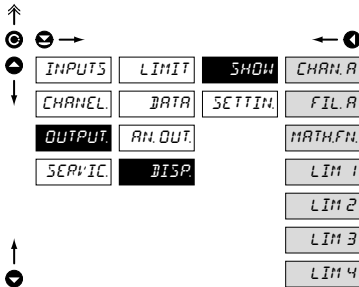 INPUTS LIMIT SHOW CHAN. A
CHANEL. DATA SETTIN. FIL. A
OUTPUT. AN. OUT. MATH.FN.
SERVIC. DISP. LIM 1
LIM 2
LIM 3
LIM 4